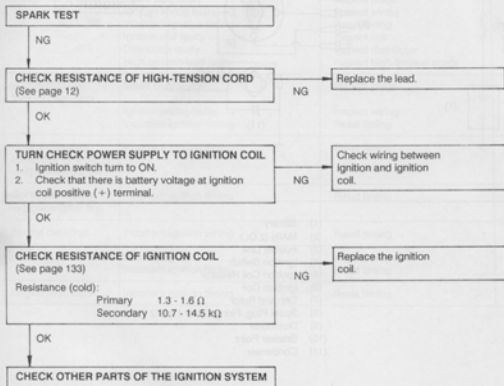 SPARK TEST
NG
CHECK RESISTANCE OF HIGH-TENSION CORD
(See page 12)
NG
Replace the lead.
OK
TURN CHECK POWER SUPPLY TO IGNITION COIL
1. Ignition switch turn to ON.
2. Check that there is battery voltage at ignition
coil positive (+) terminal.
NG
Check wiring between
ignition and ignition
coil.
OK
CHECK RESISTANCE OF IGNITION COIL
(See page 133)
Resistance (cold):
Primary 1.3 - 1.6 Ω
Secondary 10.7 - 14.5 kΩ
NG
Replace the ignition
coil.
OK
CHECK OTHER PARTS OF THE IGNITION SYSTEM